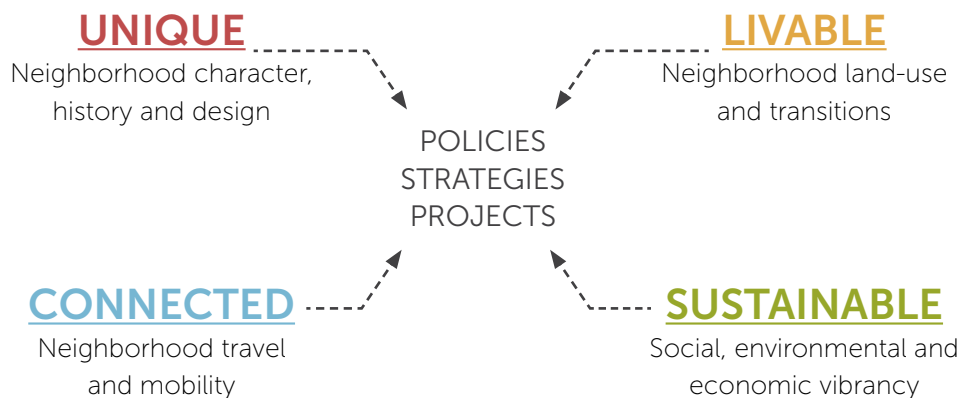 UNIQUE
Neighborhood character,
history and design
LIVABLE
Neighborhood land-use
and transitions
POLICIES
STRATEGIES
PROJECTS
CONNECTED
Neighborhood travel
and mobility
SUSTAINABLE
Social, environmental and
economic vibrancy